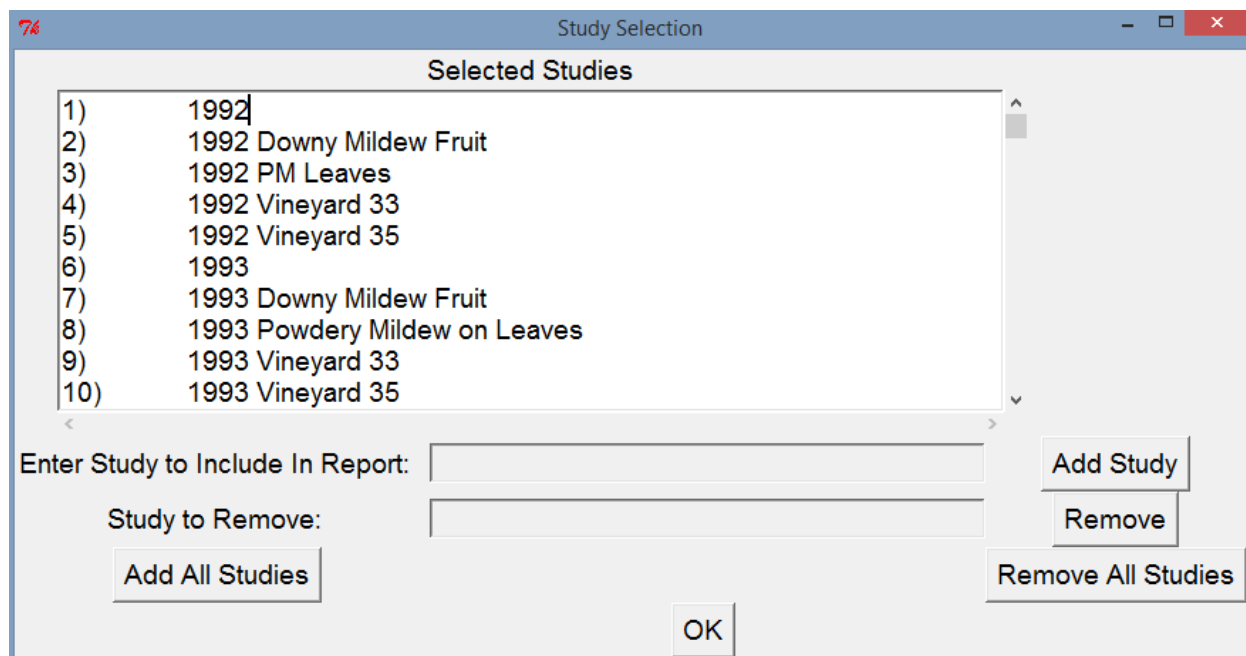 Study Selection
Selected Studies
1) 1992
2) 1992 Downy Mildew Fruit
3) 1992 PM Leaves
4) 1992 Vineyard 33
5) 1992 Vineyard 35
6) 1993
7) 1993 Downy Mildew Fruit
8) 1993 Powdery Mildew on Leaves
9) 1993 Vineyard 33
10) 1993 Vineyard 35
Enter Study to Include In Report: Add Study
Study to Remove: Remove
Add All Studies Remove All Studies
OK